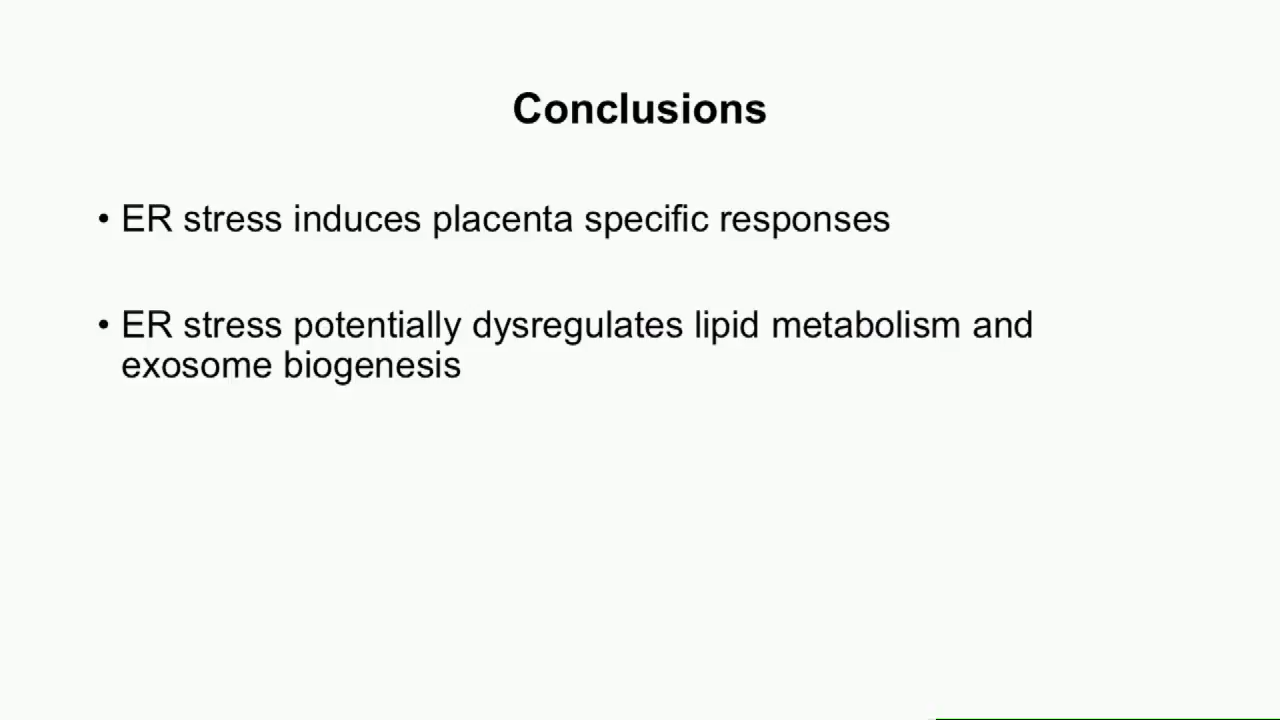 Conclusions
• ER stress induces placenta specific responses
• ER stress potentially dysregulates lipid metabolism and
exosome biogenesis